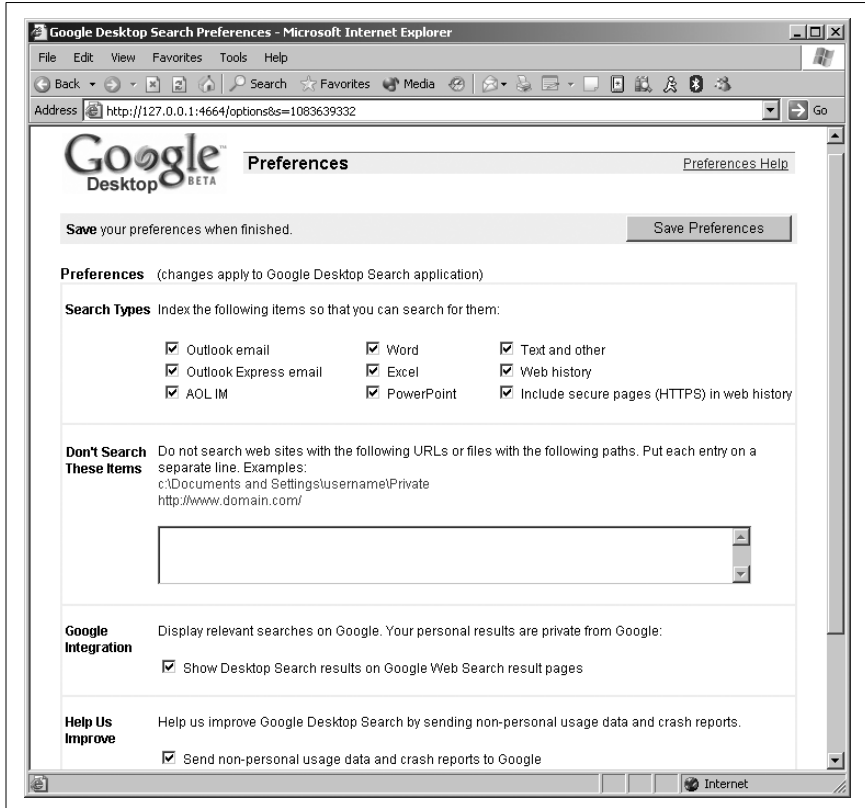 Google Desktop Search Preferences - Microsoft Internet Explorer
File Edit View Favorites Tools Help
Back Search Favorites Media
Address http://127.0.0.1:4664/options&s=1083639332 Go
Google™
Desktop BETA
Preferences Preferences Help
Save your preferences when finished. Save Preferences
Preferences (changes apply to Google Desktop Search application)
Search Types Index the following items so that you can search for them:
Outlook email Word Text and other
Outlook Express email Excel Web history
AOL IM PowerPoint Include secure pages (HTTPS) in web history
Don't Search Do not search web sites with the following URLs or files with the following paths. Put each entry on a
These Items separate line. Examples:
c:\Documents and Settings\username\Private
http://www.domain.com/
Google Display relevant searches on Google. Your personal results are private from Google:
Integration
Show Desktop Search results on Google Web Search result pages
Help Us Help us improve Google Desktop Search by sending non-personal usage data and crash reports.
Improve
Send non-personal usage data and crash reports to Google
Internet